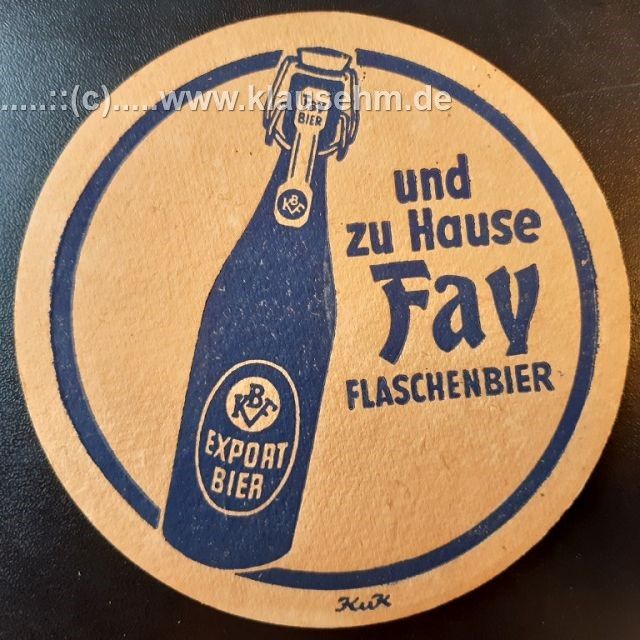 .....::(c).....www.klausehm.de
BIER
KBF
und
zu Hause
Fay
FLASCHENBIER
KBF
EXPORT
BIER
KuK